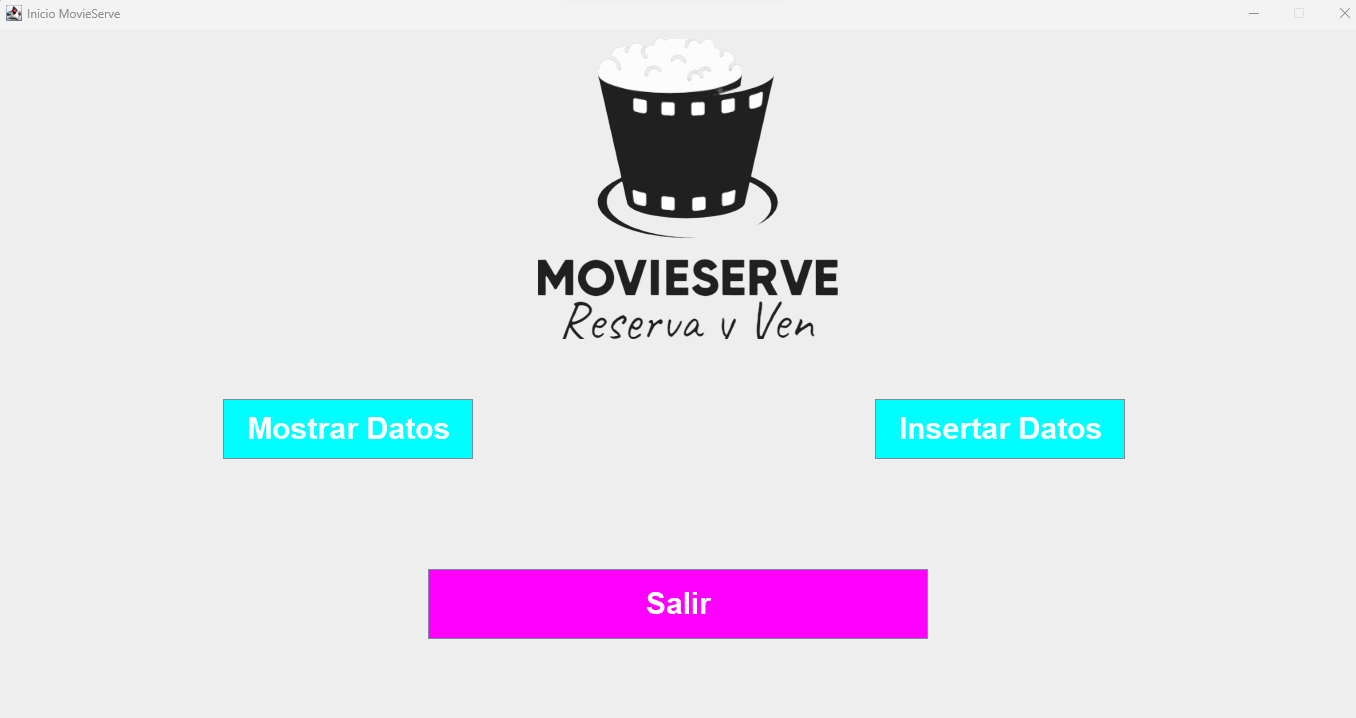 Inicio MovieServe
MOVIESERVE
Reserva y Ven
Mostrar Datos
Insertar Datos
Salir